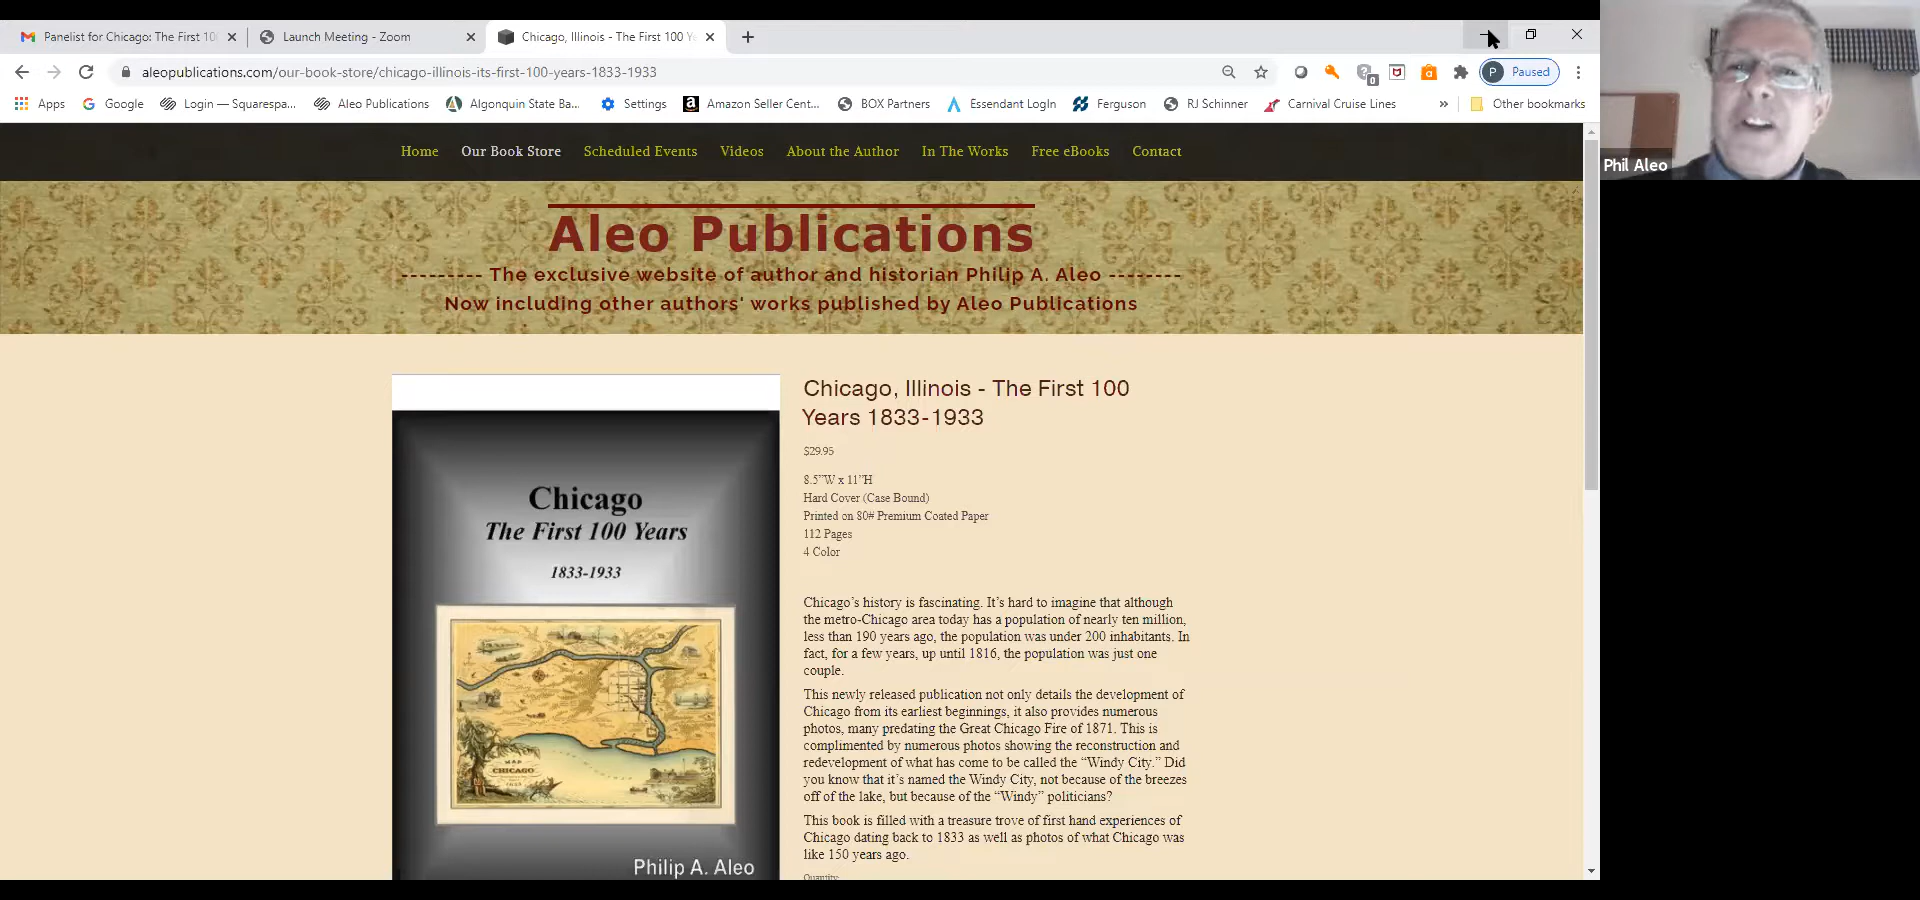 Panelist for Chicago: The First 10
Launch Meeting - Zoom
Chicago, Illinois - The First 100 Ye
aleopublications.com/our-book-store/chicago-illinois-its-first-100-years-1833-1933
0
P Paused
Apps Google Login — Squarespa... Aleo Publications Algonquin State Ba... Settings Amazon Seller Cent... BOX Partners Essendant LogIn Ferguson RJ Schinner Carnival Cruise Lines » Other bookmarks
Phil Aleo
Home Our Book Store Scheduled Events Videos About the Author In The Works Free eBooks Contact
Aleo Publications
--------- The exclusive website of author and historian Philip A. Aleo --------
Now including other authors' works published by Aleo Publications
Chicago
The First 100 Years
1833-1933
MAP
CHICAGO
Philip A. Aleo
Chicago, Illinois - The First 100
Years 1833-1933
$29.95
8.5”W x 11”H
Hard Cover (Case Bound)
Printed on 80# Premium Coated Paper
112 Pages
4 Color
Chicago’s history is fascinating. It’s hard to imagine that although
the metro-Chicago area today has a population of nearly ten million,
less than 190 years ago, the population was under 200 inhabitants. In
fact, for a few years, up until 1816, the population was just one
couple.
This newly released publication not only details the development of
Chicago from its earliest beginnings, it also provides numerous
photos, many predating the Great Chicago Fire of 1871. This is
complimented by numerous photos showing the reconstruction and
redevelopment of what has come to be called the “Windy City.” Did
you know that it’s named the Windy City, not because of the breezes
off of the lake, but because of the “Windy” politicians?
This book is filled with a treasure trove of first hand experiences of
Chicago dating back to 1833 as well as photos of what Chicago was
like 150 years ago.
Quantity: